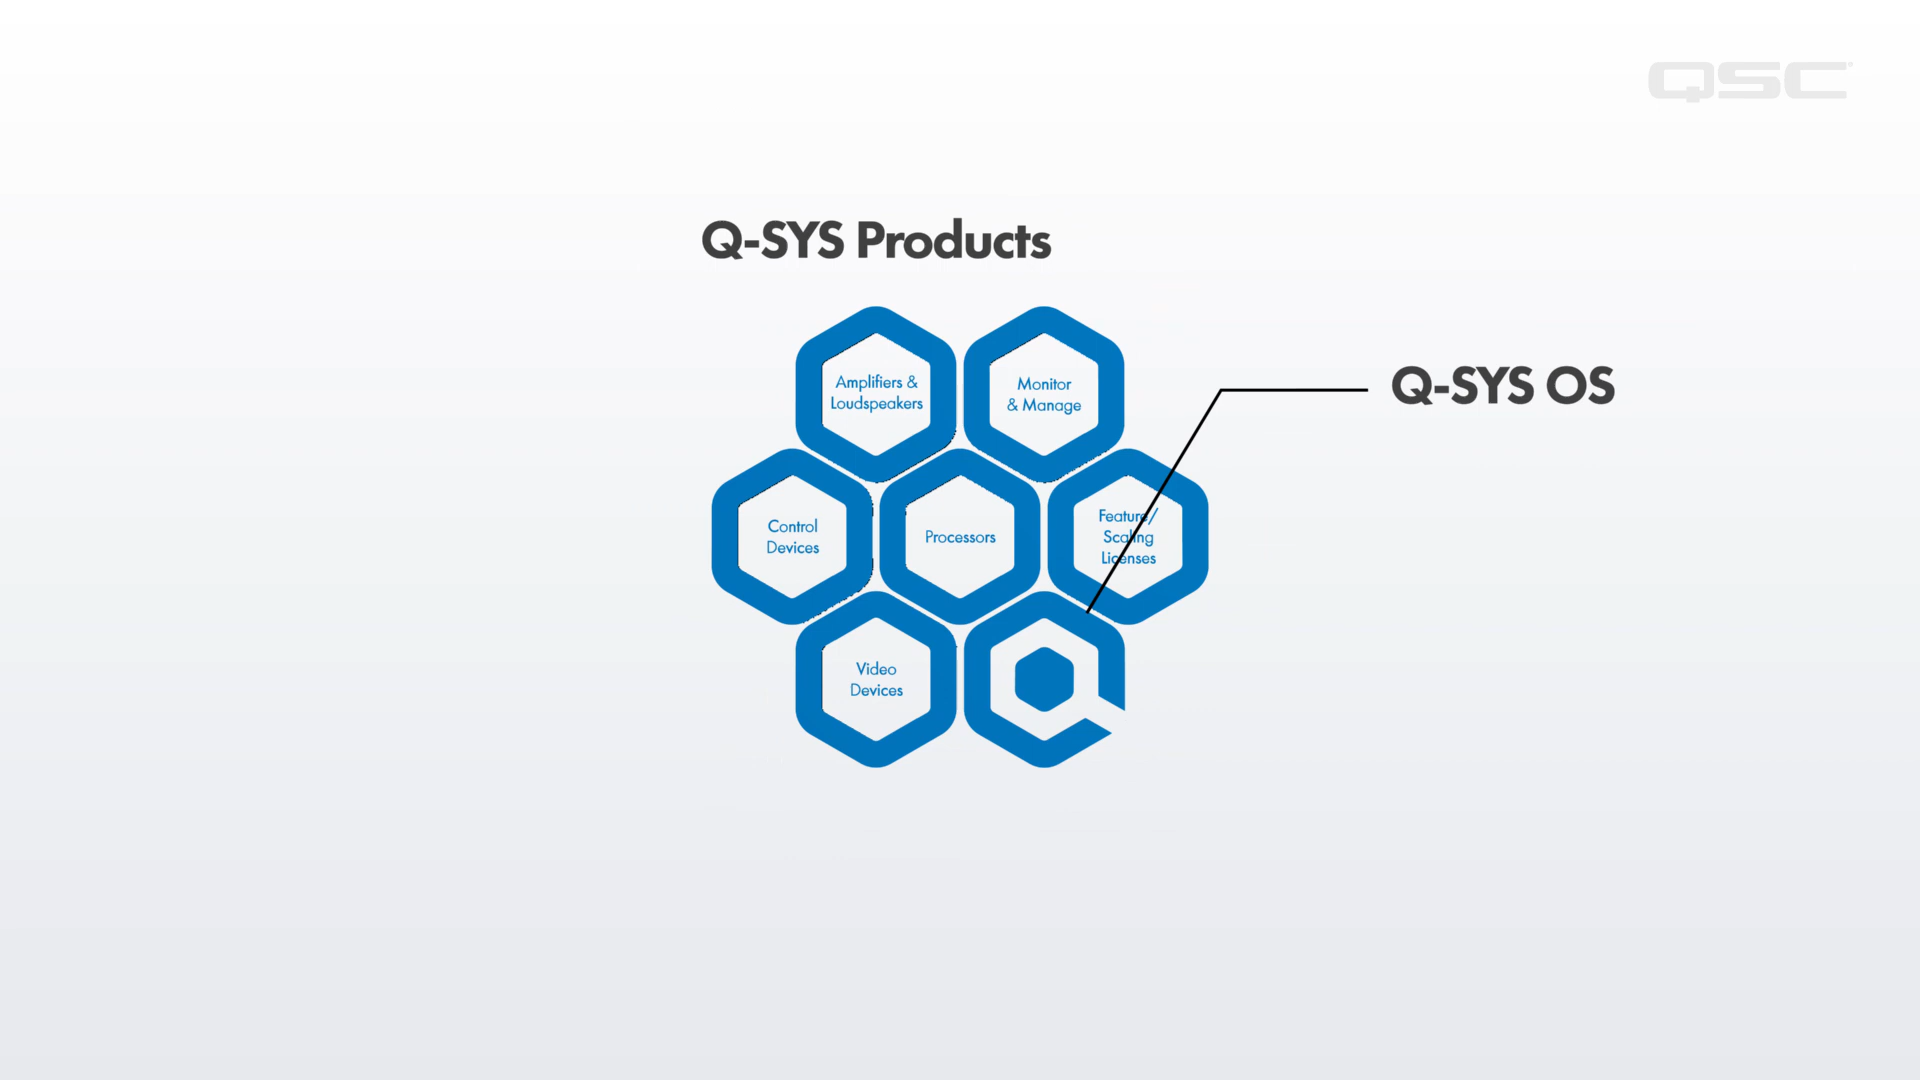 QSC
Q-SYS Products
Q-SYS OS
Amplifiers &
Loudspeakers
Monitor
& Manage
Control
Devices
Processors
Feature/
Scaling
Licenses
Video
Devices